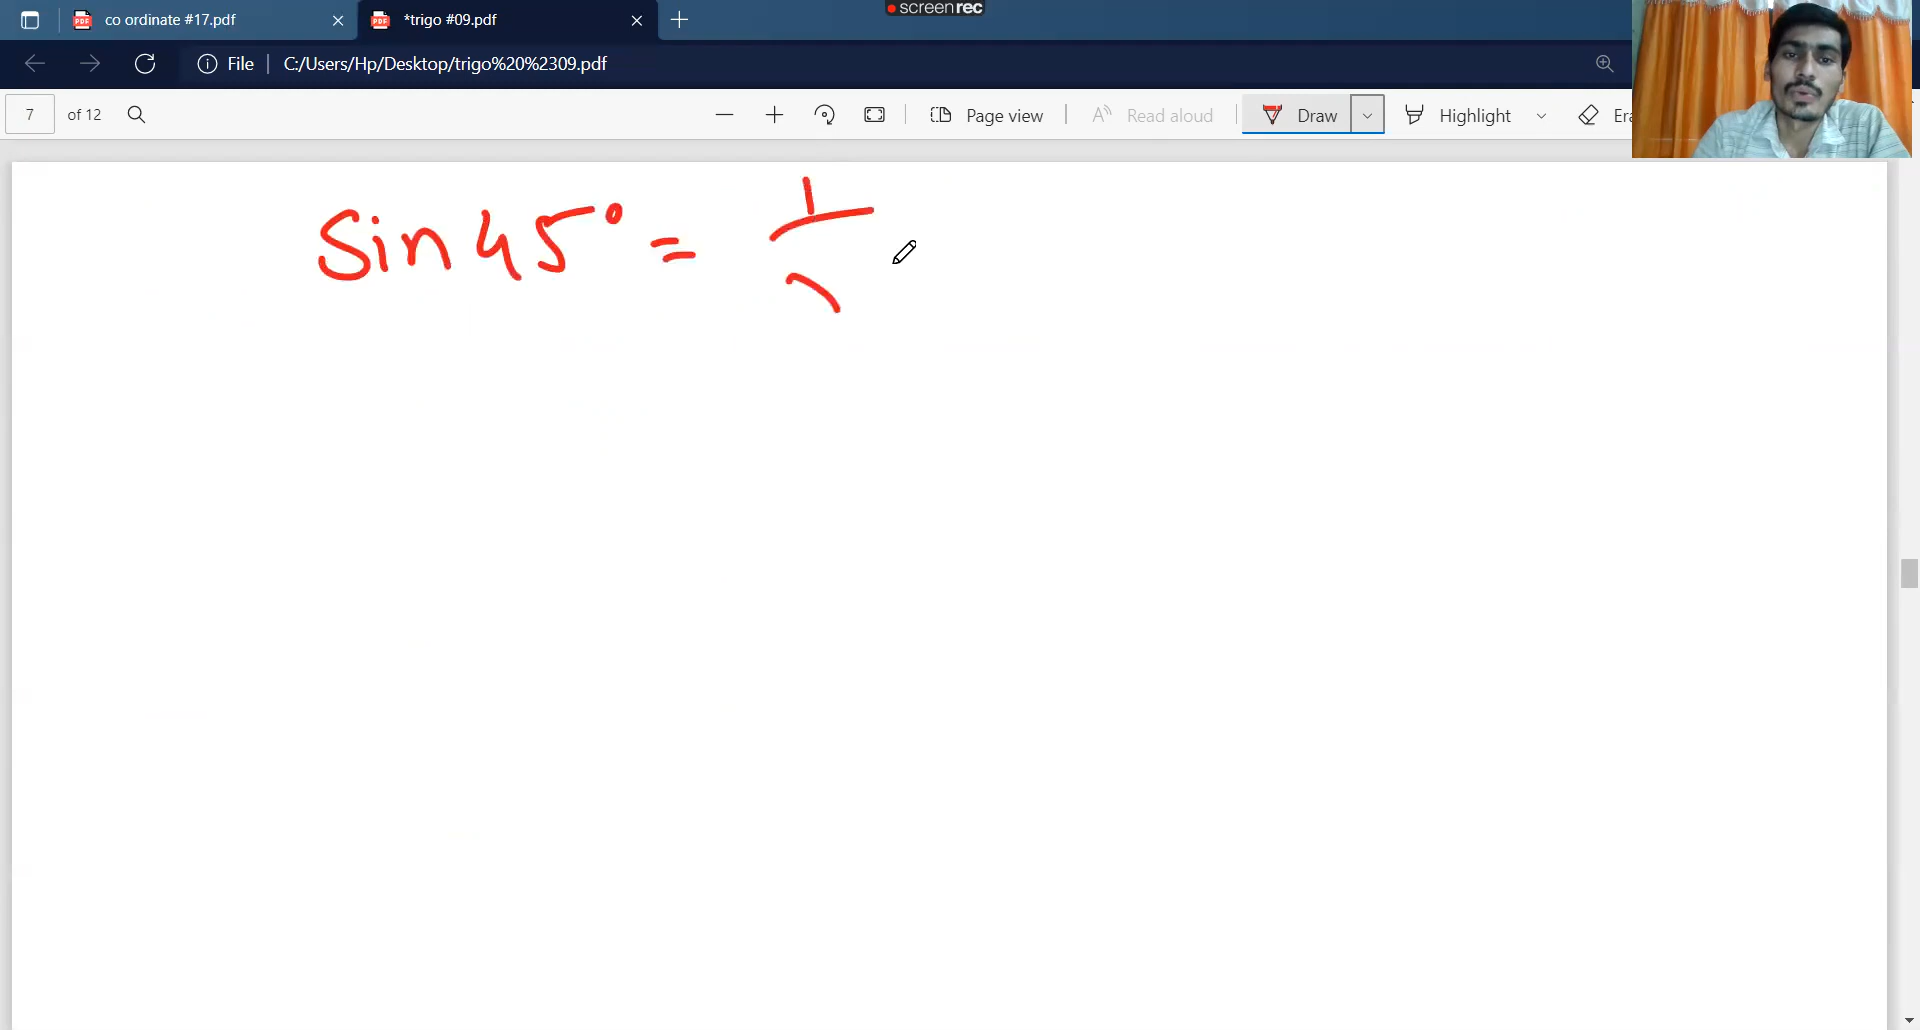 co ordinate #17.pdf
*trigo #09.pdf
screenrec
File
C:/Users/Hp/Desktop/trigo%20%2309.pdf
7 of 12
Page view
Read aloud
Draw
Highlight
Sin 45° = 1